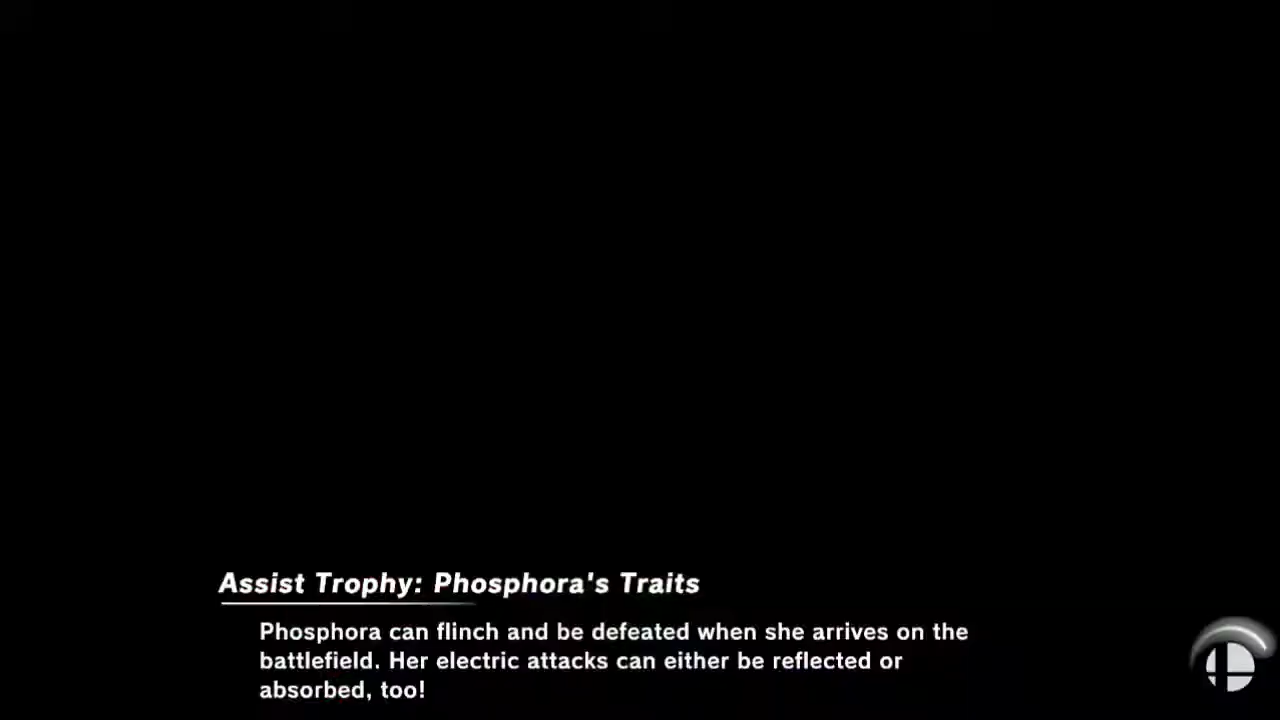 Assist Trophy: Phosphora's Traits
Phosphora can flinch and be defeated when she arrives on the
battlefield. Her electric attacks can either be reflected or
absorbed, too!